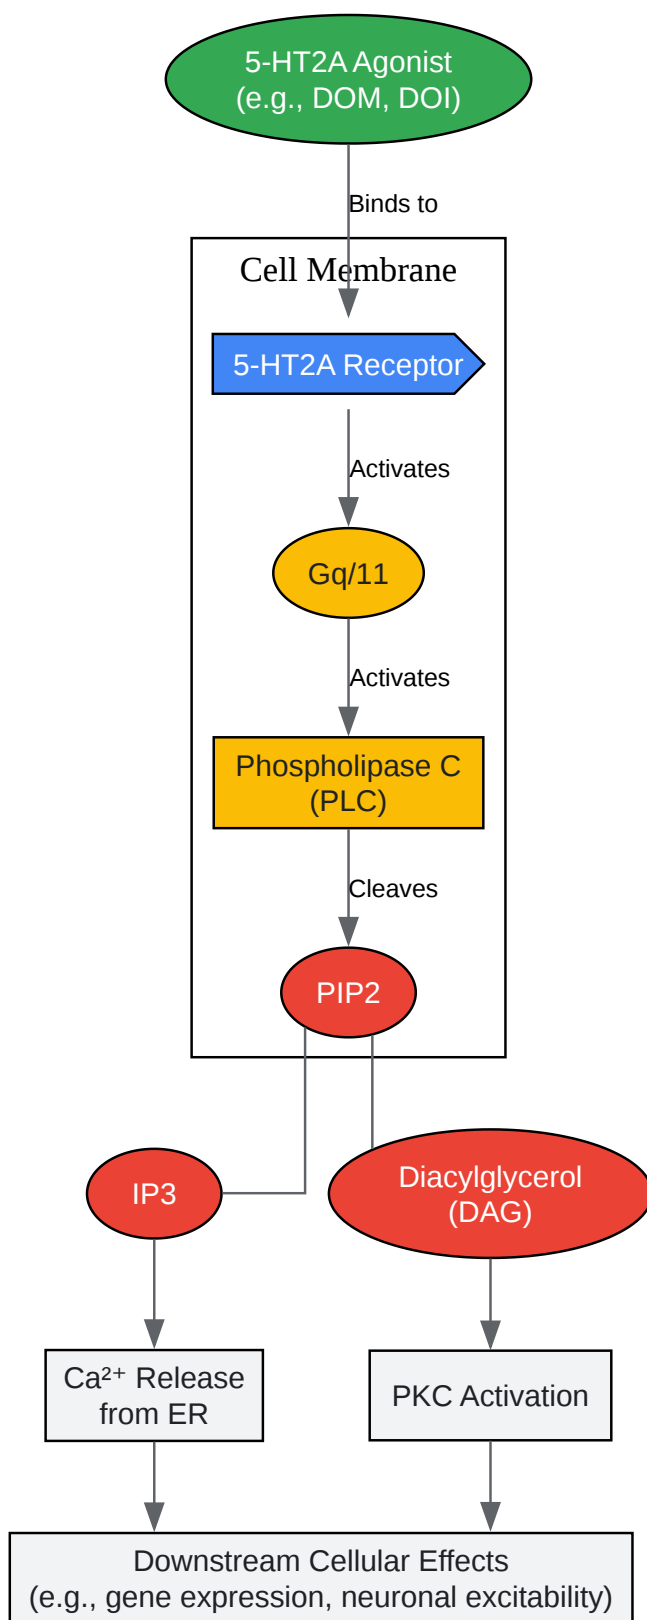 5-HT2A Agonist
(e.g., DOM, DOI)
Binds to
Cell Membrane
5-HT2A Receptor
Activates
Gq/11
Activates
Phospholipase C
(PLC)
Cleaves
PIP2
IP3
Diacylglycerol
(DAG)
Ca²⁺ Release
from ER
PKC Activation
Downstream Cellular Effects
(e.g., gene expression, neuronal excitability)